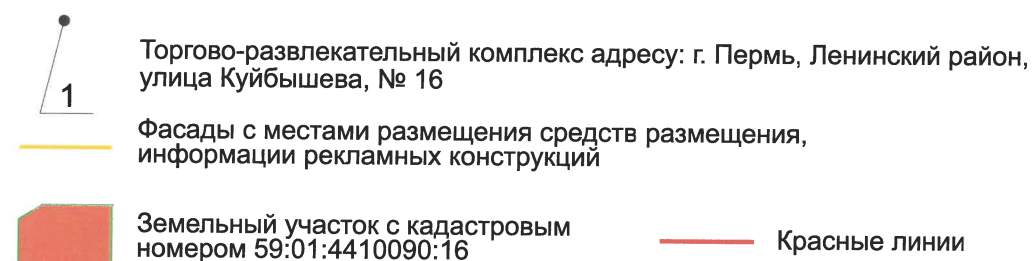 1
Торгово-развлекательный комплекс адресу: г. Пермь, Ленинский район,
улица Куйбышева, № 16
Фасады с местами размещения средств размещения,
информации рекламных конструкций
Земельный участок с кадастровым
номером 59:01:4410090:16
Красные линии